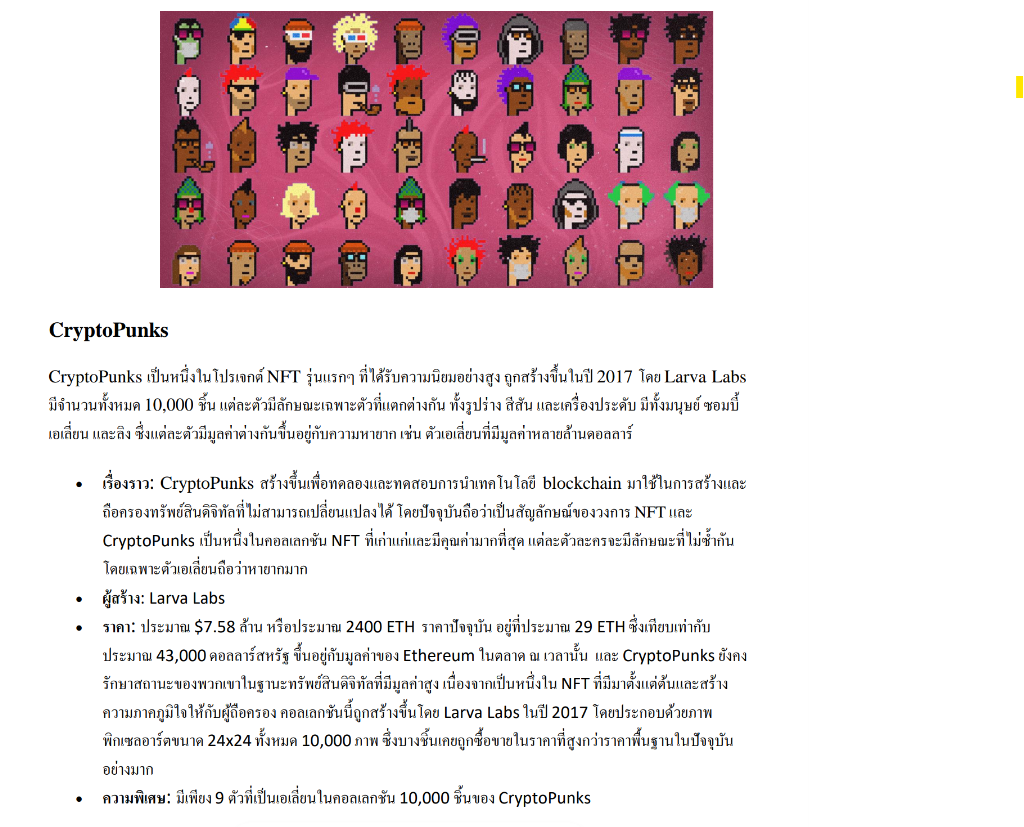 CryptoPunks
CryptoPunks เป็นหนึ่งในโปรเจกต์ NFT รุ่นแรกๆ ที่ได้รับความนิยมอย่างสูง ถูกสร้างขึ้นในปี 2017 โดย Larva Labs
มีจำนวนทั้งหมด 10,000 ชิ้น แต่ละตัวมีลักษณะเฉพาะตัวที่แตกต่างกัน ทั้งรูปร่าง สีสัน และเครื่องประดับ มีทั้งมนุษย์ ซอมบี้
เอเลี่ยน และลิง ซึ่งแต่ละตัวมีมูลค่าต่างกันขึ้นอยู่กับความหายาก เช่น ตัวเอเลี่ยนที่มีมูลค่าหลายล้านดอลลาร์
• เรื่องราว: CryptoPunks สร้างขึ้นเพื่อทดลองและทดสอบการนำเทคโนโลยี blockchain มาใช้ในการสร้างและ
ถือครองทรัพย์สินดิจิทัลที่ไม่สามารถเปลี่ยนแปลงได้ โดยปัจจุบันถือว่าเป็นสัญลักษณ์ของวงการ NFT และ
CryptoPunks เป็นหนึ่งในคอลเลกชัน NFT ที่เก่าแก่และมีคุณค่ามากที่สุด แต่ละตัวละครจะมีลักษณะที่ไม่ซ้ำกัน
โดยเฉพาะตัวเอเลี่ยนถือว่าหายากมาก
• ผู้สร้าง: Larva Labs
• ราคา: ประมาณ $7.58 ล้าน หรือประมาณ 2400 ETH ราคาปัจจุบัน อยู่ที่ประมาณ 29 ETH ซึ่งเทียบเท่ากับ
ประมาณ 43,000 ดอลลาร์สหรัฐ ขึ้นอยู่กับมูลค่าของ Ethereum ในตลาด ณ เวลานั้น และ CryptoPunks ยังคง
รักษาสถานะของพวกเขาในฐานะทรัพย์สินดิจิทัลที่มีมูลค่าสูง เนื่องจากเป็นหนึ่งใน NFT ที่มีมาตั้งแต่ต้นและสร้าง
ความภาคภูมิใจให้กับผู้ถือครอง คอลเลกชันนี้ถูกสร้างขึ้นโดย Larva Labs ในปี 2017 โดยประกอบด้วยภาพ
พิกเซลอาร์ตขนาด 24x24 ทั้งหมด 10,000 ภาพ ซึ่งบางชิ้นเคยถูกซื้อขายในราคาที่สูงกว่าราคาพื้นฐานในปัจจุบัน
อย่างมาก
• ความพิเศษ: มีเพียง 9 ตัวที่เป็นเอเลี่ยนในคอลเลกชัน 10,000 ชิ้นของ CryptoPunks